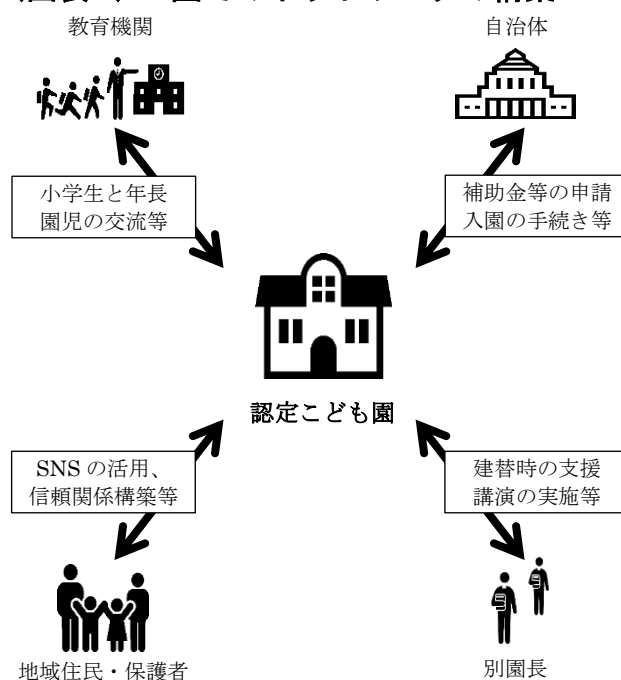 教育機関
自治体
小学生と年長
園児の交流等
補助金等の申請
入園の手続き等
認定こども園
SNS の活用、
信頼関係構築等
建替時の支援
講演の実施等
地域住民・保護者
別園長